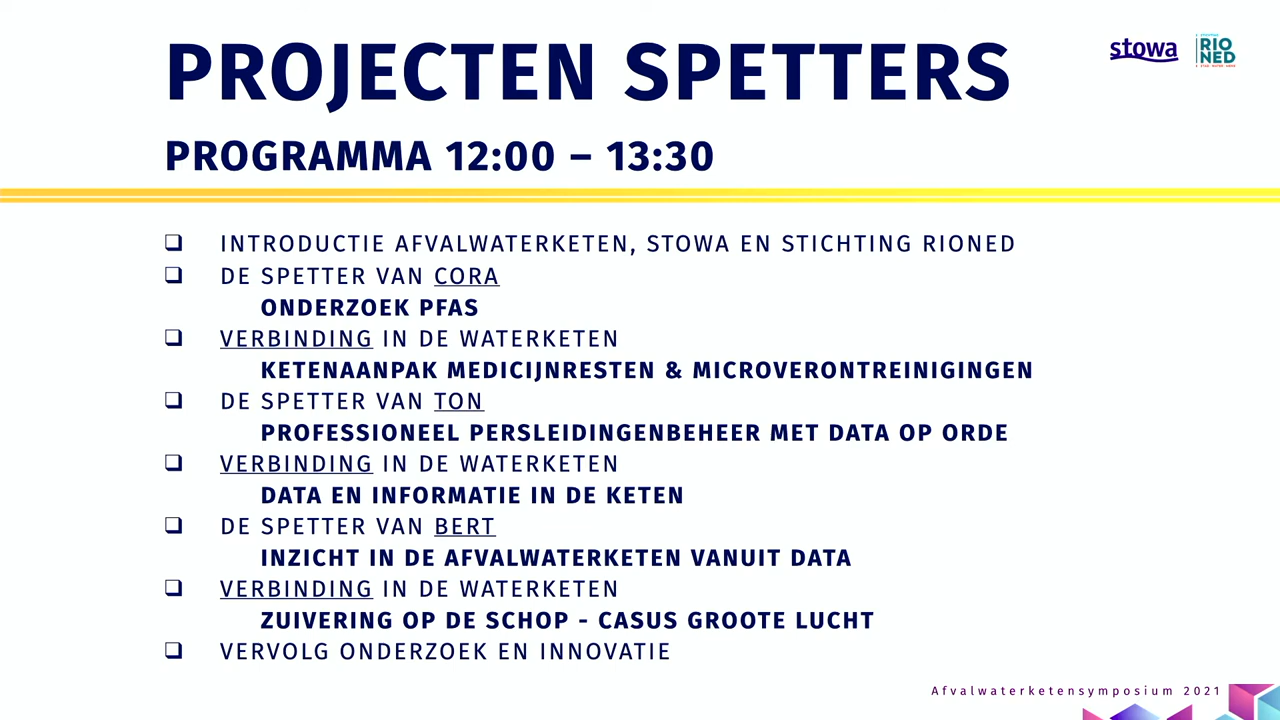 PROJECTEN SPETTERS
stowa
RIO
NED
PROGRAMMA 12:00 – 13:30
❑ INTRODUCTIE AFVALWATERKETEN, STOWA EN STICHTING RIONED
❑ DE SPETTER VAN CORA
ONDERZOEK PFAS
❑ VERBINDING IN DE WATERKETEN
KETENAANPAK MEDICIJNRESTEN & MICROVERONTREINIGINGEN
❑ DE SPETTER VAN TON
PROFESSIONEEL PERSLEIDINGENBEHEER MET DATA OP ORDE
❑ VERBINDING IN DE WATERKETEN
DATA EN INFORMATIE IN DE KETEN
❑ DE SPETTER VAN BERT
INZICHT IN DE AFVALWATERKETEN VANUIT DATA
❑ VERBINDING IN DE WATERKETEN
ZUIVERING OP DE SCHOP - CASUS GROOTE LUCHT
❑ VERVOLG ONDERZOEK EN INNOVATIE
Afvalwaterketensymposium 2021